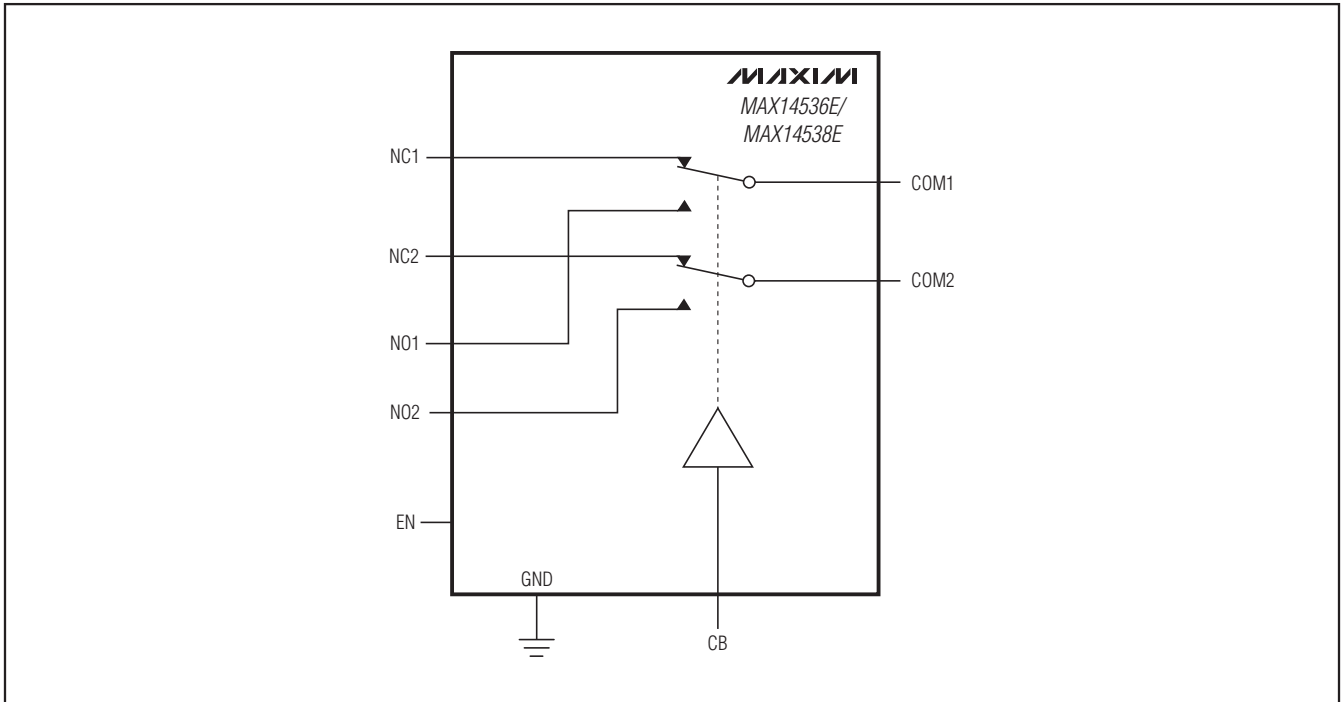 MAXIM
MAX14536E/
MAX14538E
NC1
COM1
NC2
COM2
NO1
NO2
EN
GND
CB